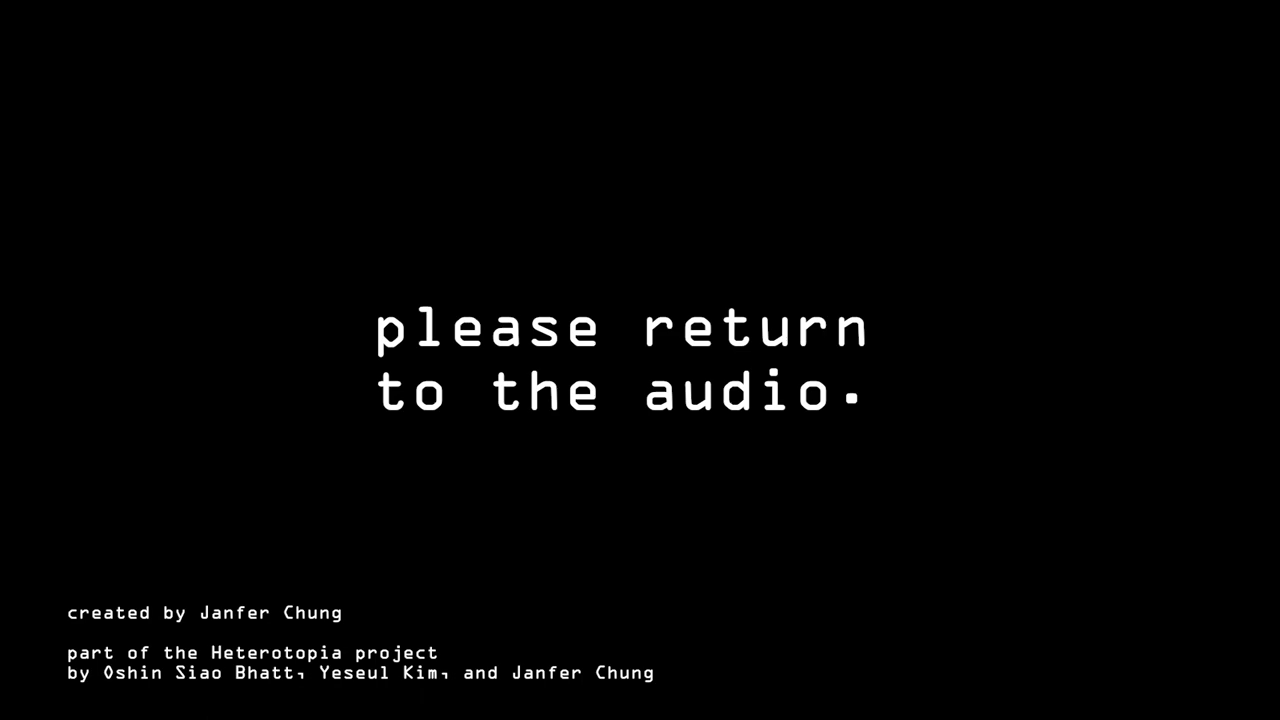 please return
to the audio.
created by Janfer Chung
part of the Heterotopia project
by Oshin Siao Bhatt, Yeseul Kim, and Janfer Chung